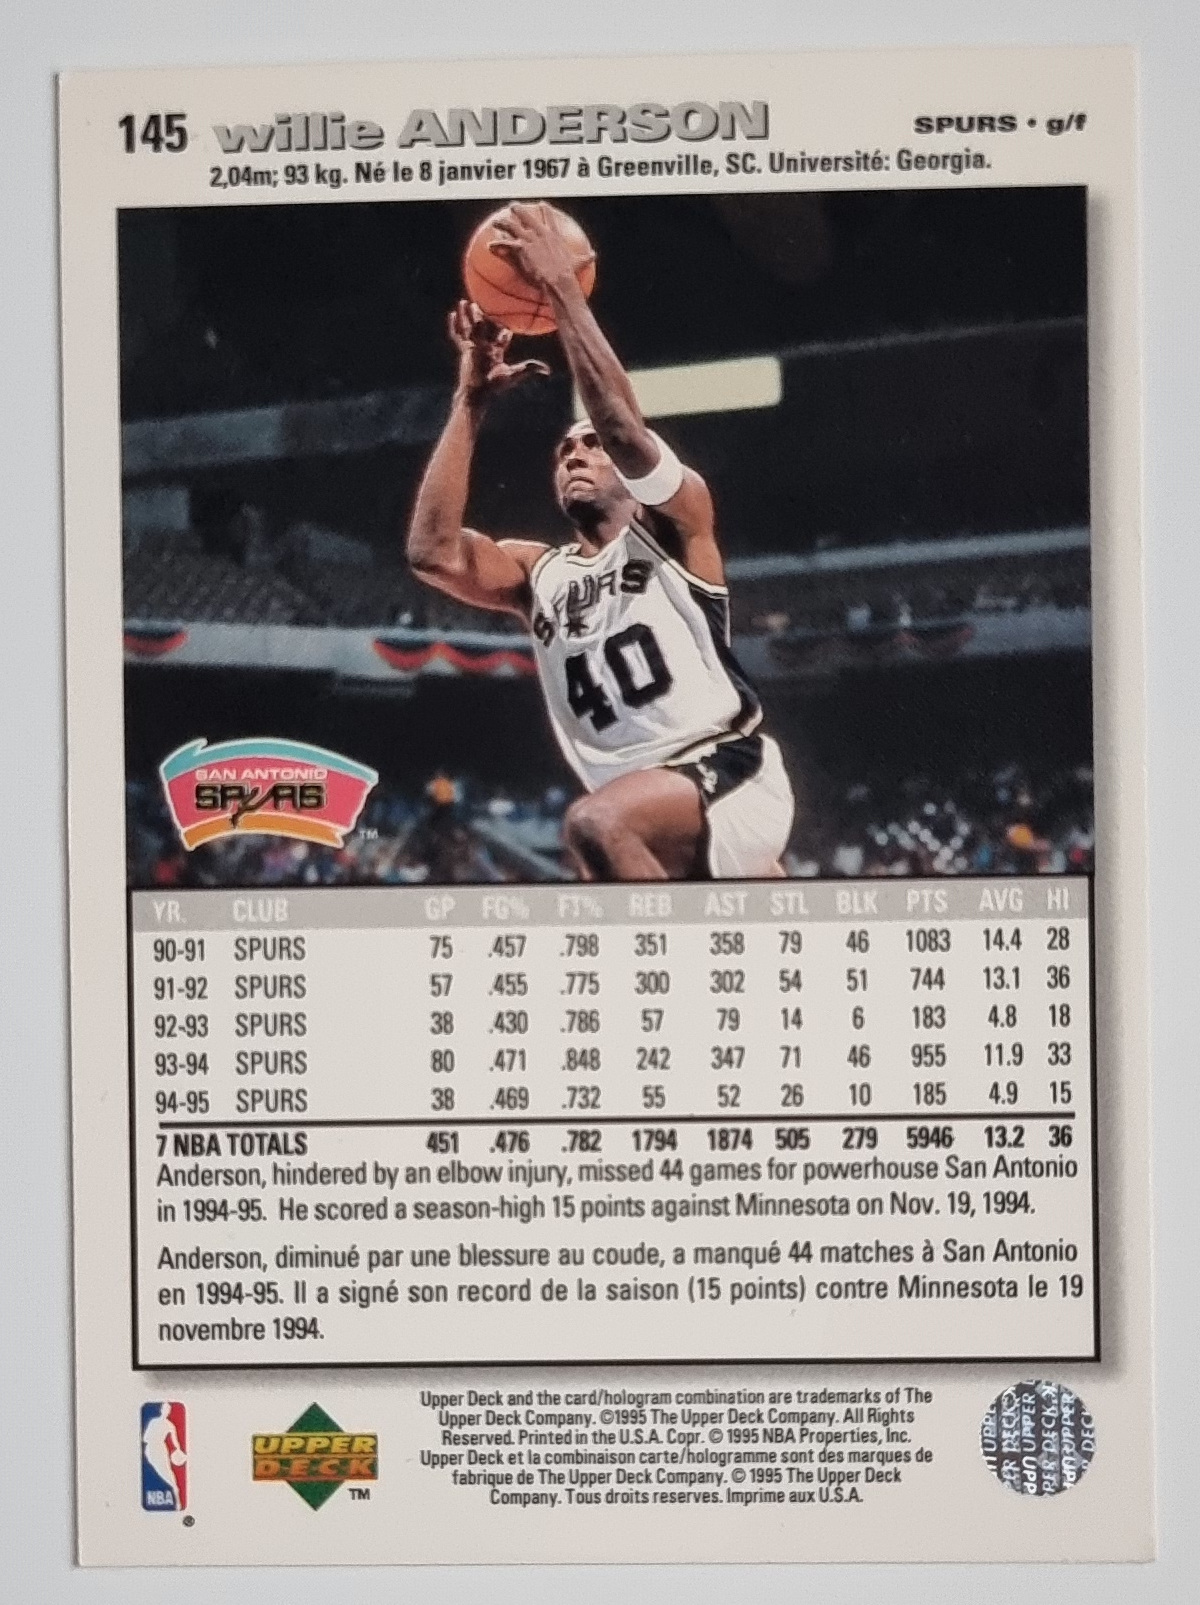 145 willie ANDERSON SPURS • g/f
2,04m; 93 kg. Né le 8 janvier 1967 à Greenville, SC. Université: Georgia.
SPURS
40
SAN ANTONIO
SPURS
TM
YR. CLUB GP FG% FT% REB AST STL BLK PTS AVG HI
90-91 SPURS 75 .457 .798 351 358 79 46 1083 14.4 28
91-92 SPURS 57 .455 .775 300 302 54 51 744 13.1 36
92-93 SPURS 38 .430 .786 57 79 14 6 183 4.8 18
93-94 SPURS 80 .471 .848 242 347 71 46 955 11.9 33
94-95 SPURS 38 .469 .732 55 52 26 10 185 4.9 15
7 NBA TOTALS 451 .476 .782 1794 1874 505 279 5946 13.2 36
Anderson, hindered by an elbow injury, missed 44 games for powerhouse San Antonio
in 1994-95. He scored a season-high 15 points against Minnesota on Nov. 19, 1994.
Anderson, diminué par une blessure au coude, a manqué 44 matches à San Antonio
en 1994-95. Il a signé son record de la saison (15 points) contre Minnesota le 19
novembre 1994.
Upper Deck and the card/hologram combination are trademarks of The
Upper Deck Company. ©1995 The Upper Deck Company. All Rights
Reserved. Printed in the U.S.A. Copr. © 1995 NBA Properties, Inc.
Upper Deck et la combinaison carte/hologramme sont des marques de
fabrique de The Upper Deck Company. © 1995 The Upper Deck
Company. Tous droits reserves. Imprime aux U.S.A.
NBA
®
UPPER
DECK
TM
UPPER
DECK